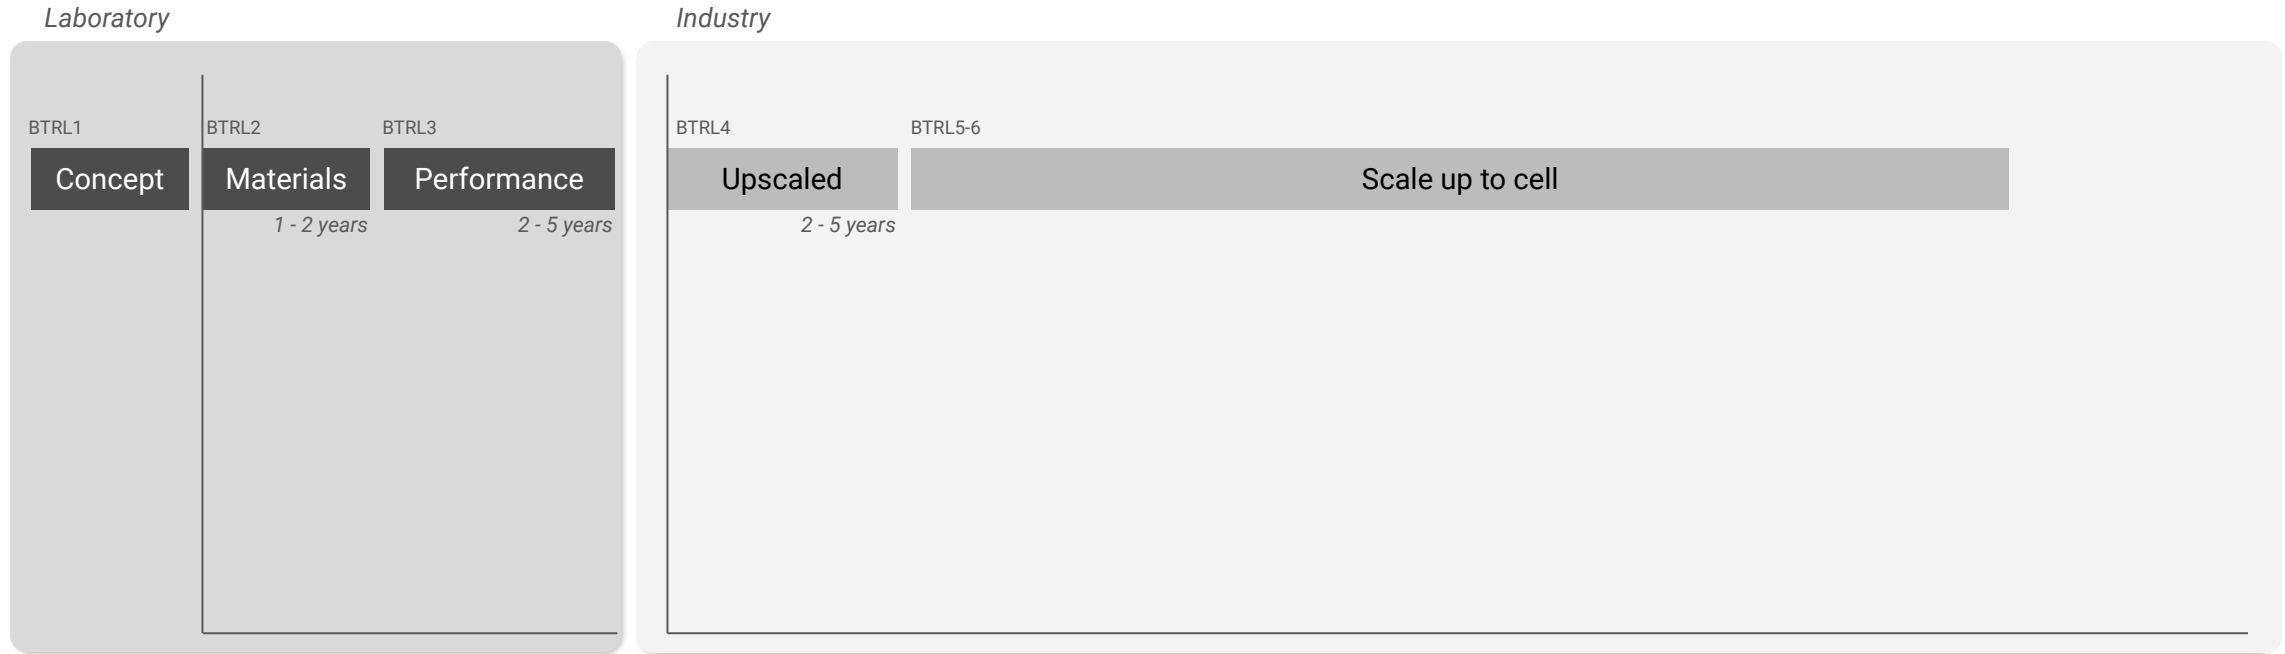 Laboratory
Industry
BTRL1
BTRL2
BTRL3
BTRL4
BTRL5-6
Concept
Materials
Performance
Upscaled
Scale up to cell
1 - 2 years
2 - 5 years
2 - 5 years